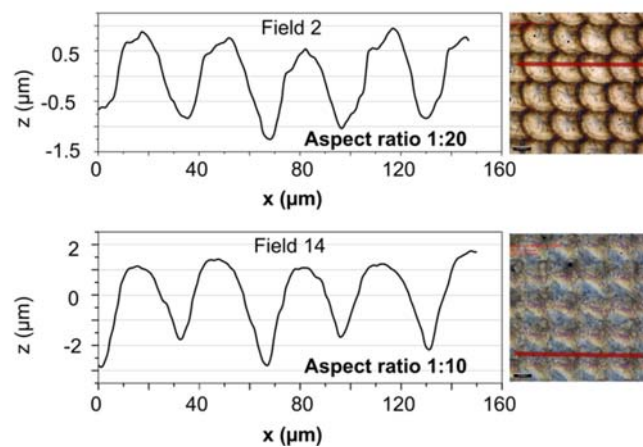 Field 2
0.5
-0.5
-1.5
z (µm)
Aspect ratio 1:20
0 40 80 120 160
x (µm)
Field 14
2
0
-2
z (µm)
Aspect ratio 1:10
0 40 80 120 160
x (µm)